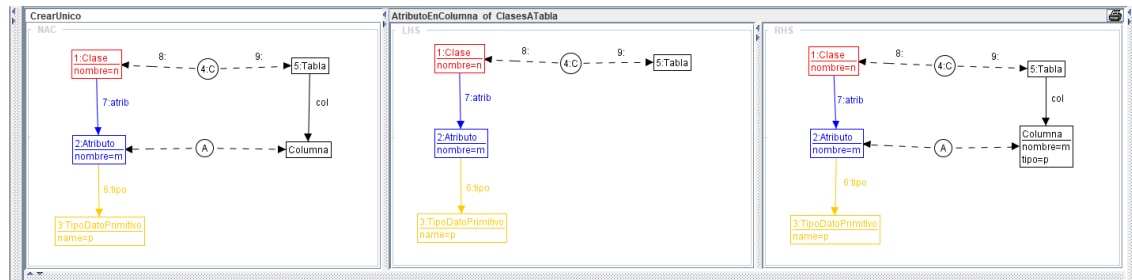 CrearUnico
AtributoEnColumna of ClasesATabla
NAC
1:Clase
nombre=n
8:
4:C
9:
5:Tabla
7:atrib
col
2:Atributo
nombre=m
A
Columna
6:tipo
3:TipoDatoPrimitivo
name=p
LHS
1:Clase
nombre=n
8:
4:C
9:
5:Tabla
7:atrib
2:Atributo
nombre=m
6:tipo
3:TipoDatoPrimitivo
name=p
RHS
1:Clase
nombre=n
8:
4:C
9:
5:Tabla
7:atrib
col
2:Atributo
nombre=m
A
Columna
nombre=m
tipo=p
6:tipo
3:TipoDatoPrimitivo
name=p